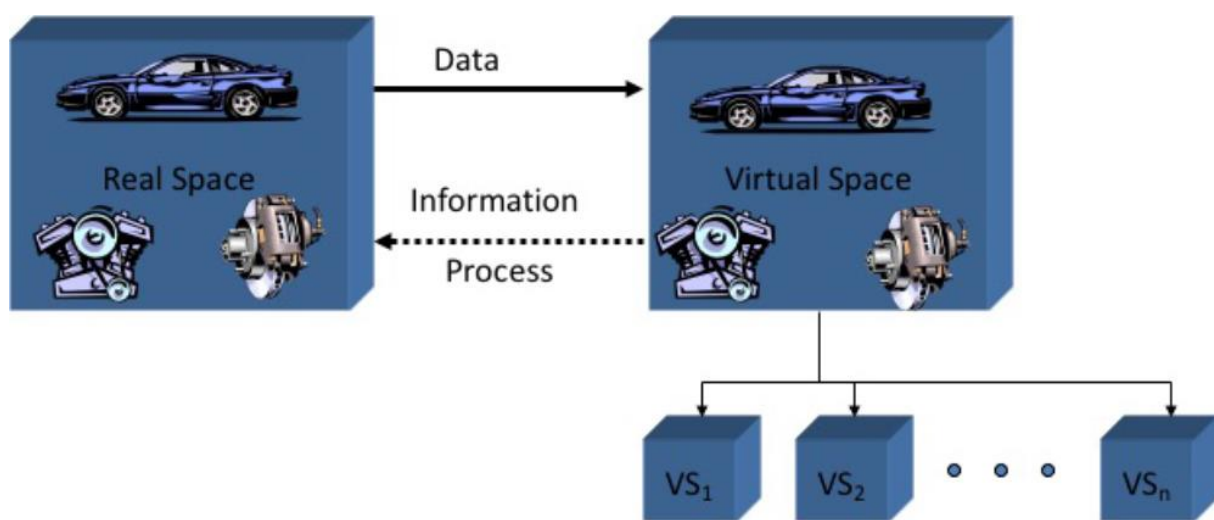 Data
Real Space
Virtual Space
Information
Process
VS₁
VS₂
VSₙ